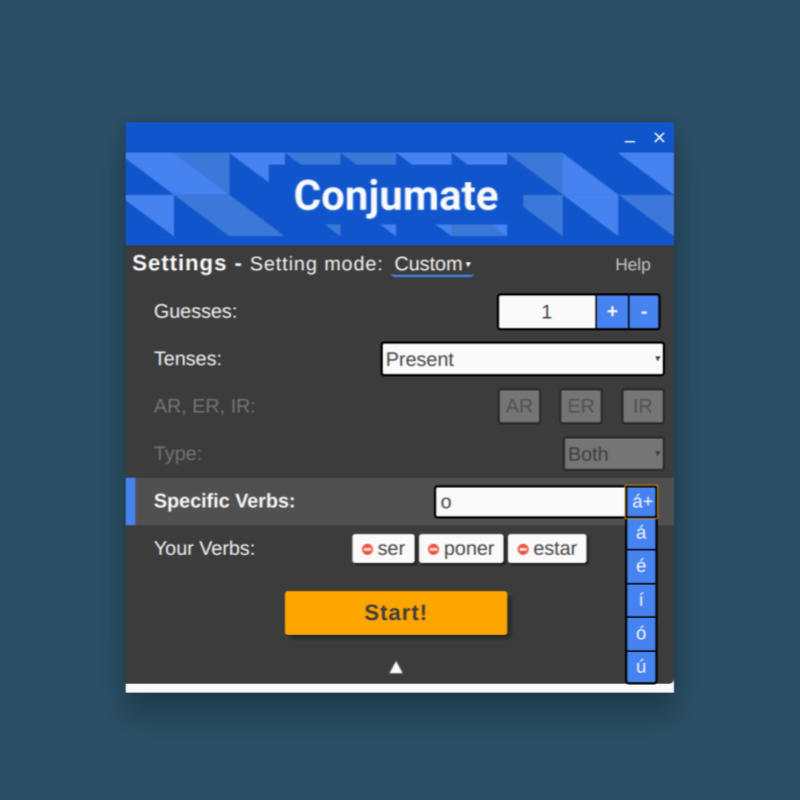 Conjumate
Settings - Setting mode: Custom Help
Guesses: 1 + -
Tenses: Present
AR, ER, IR: AR ER IR
Type: Both
Specific Verbs: o á+
á
Your Verbs: ser poner estar
é
í
Start!
ó
ú